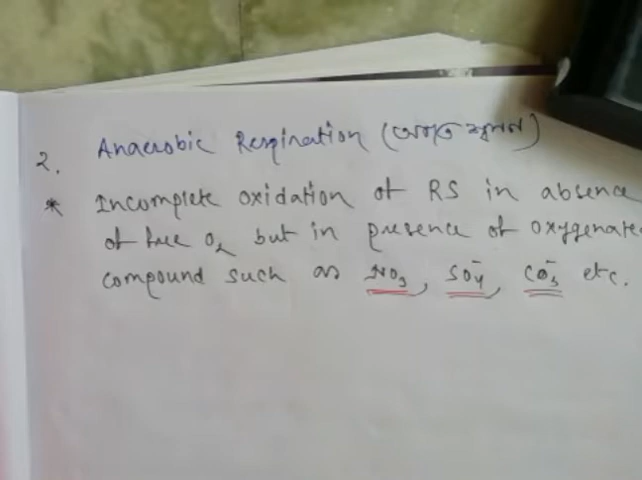 2. Anaerobic Respiration (অবাত শ্বসন)
* Incomplete oxidation of RS in absence
of free O₂ but in presence of oxygenate
compound such as NO₃⁻, SO₄⁻, CO₃⁻ etc.